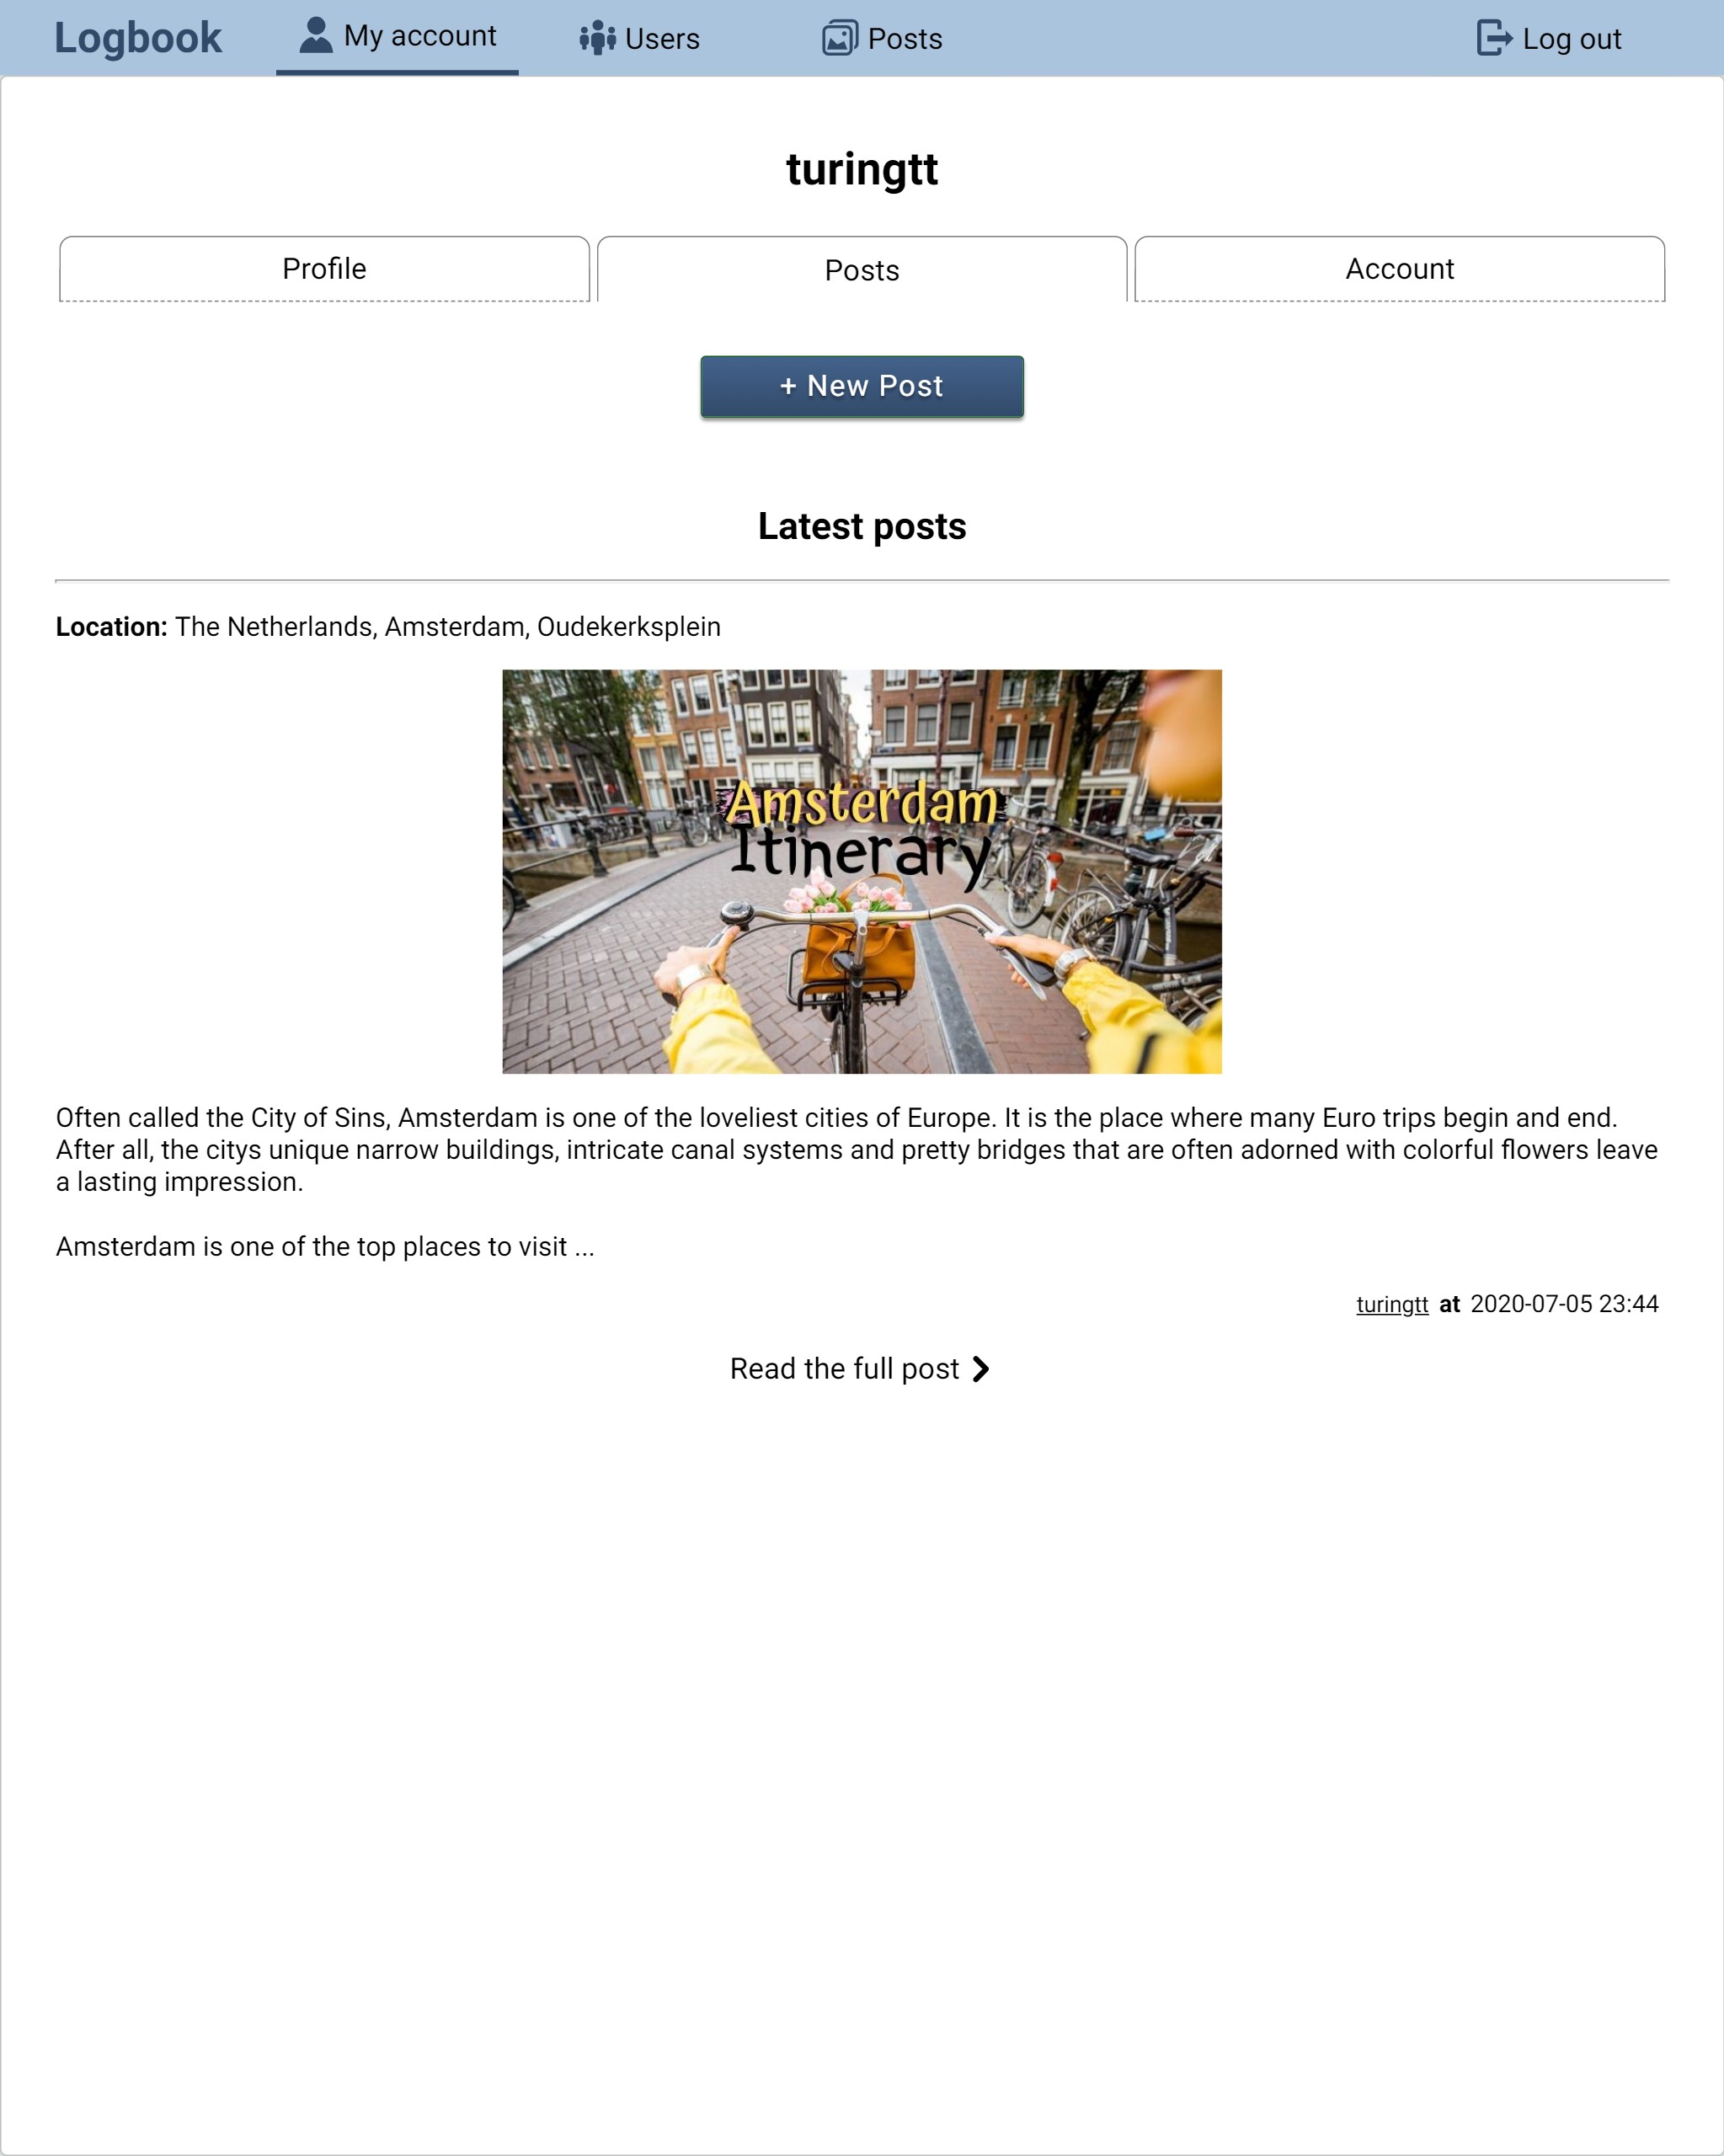 Logbook
My account
Users
Posts
Log out
turingtt
Profile
Posts
Account
+ New Post
Latest posts
Location: The Netherlands, Amsterdam, Oudekerksplein
Amsterdam
Itinerary
Often called the City of Sins, Amsterdam is one of the loveliest cities of Europe. It is the place where many Euro trips begin and end.
After all, the citys unique narrow buildings, intricate canal systems and pretty bridges that are often adorned with colorful flowers leave
a lasting impression.
Amsterdam is one of the top places to visit ...
turingtt at 2020-07-05 23:44
Read the full post